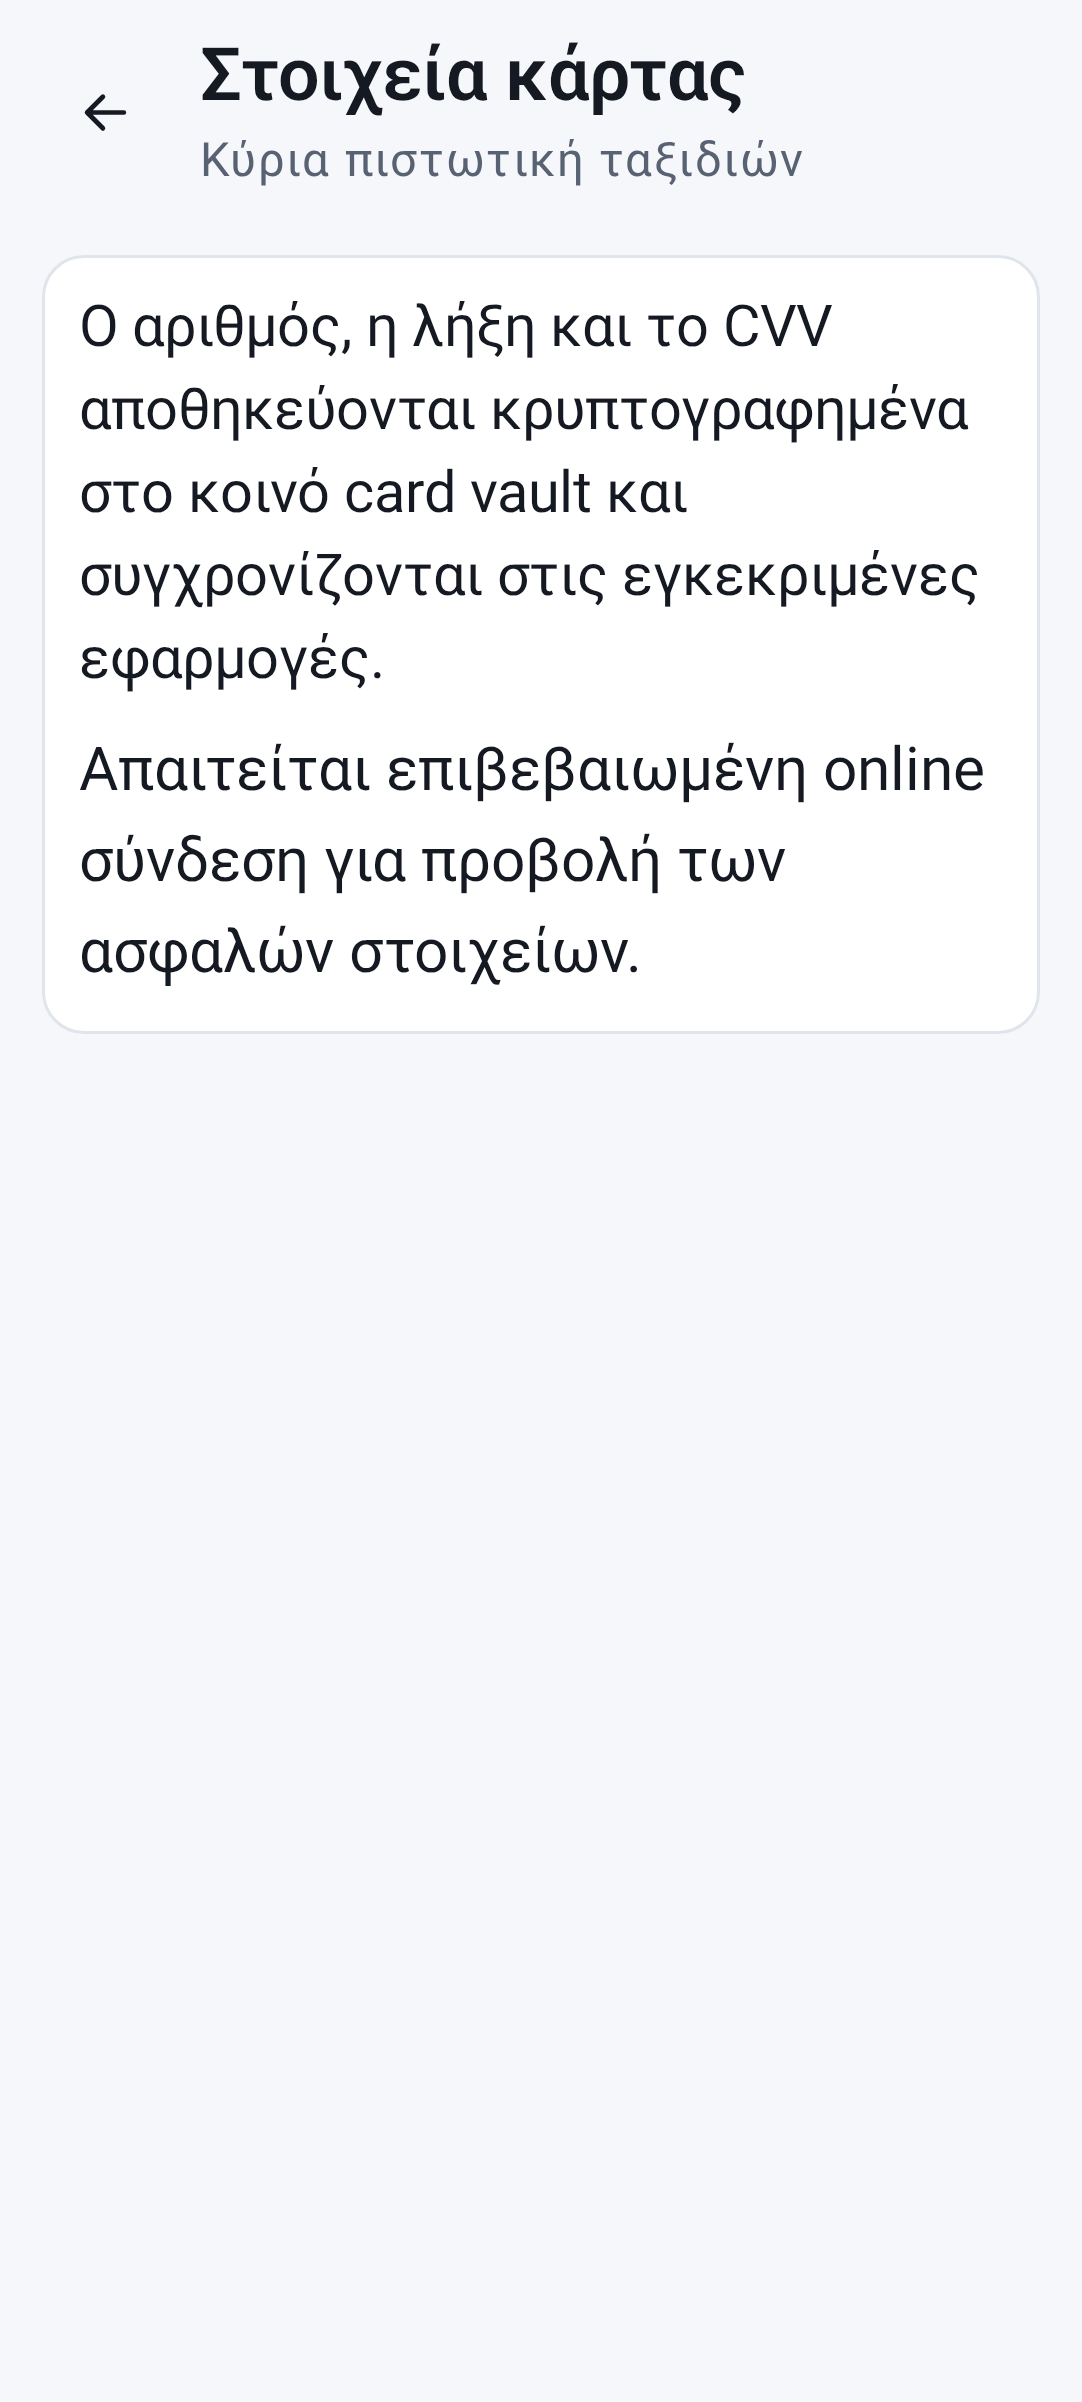 Στοιχεία κάρτας
Κύρια πιστωτική ταξιδιών
Ο αριθμός, η λήξη και το CVV
αποθηκεύονται κρυπτογραφημένα
στο κοινό card vault και
συγχρονίζονται στις εγκεκριμένες
εφαρμογές.
Απαιτείται επιβεβαιωμένη online
σύνδεση για προβολή των
ασφαλών στοιχείων.